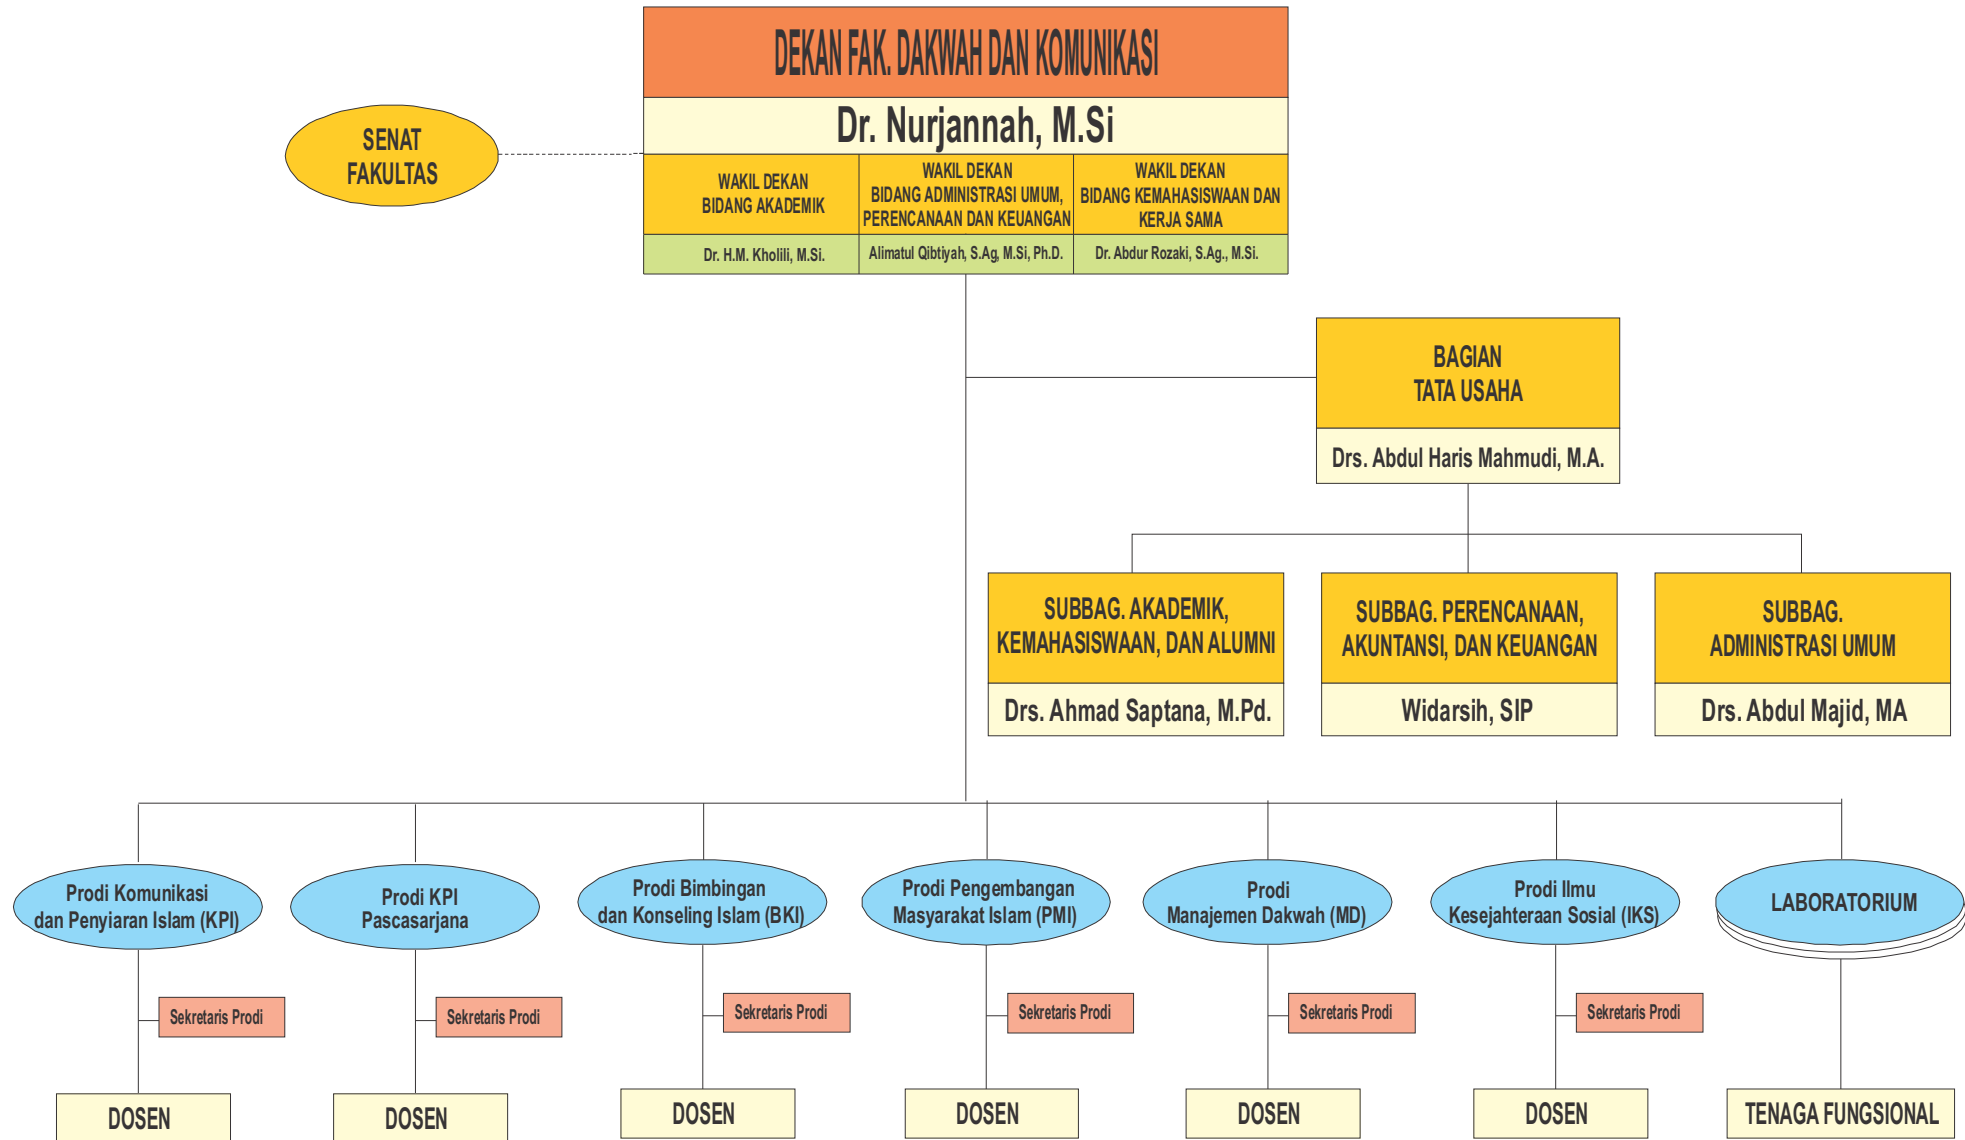 DEKAN FAK. DAKWAH DAN KOMUNIKASI
Dr. Nurjannah, M.Si
SENAT
FAKULTAS
WAKIL DEKAN
BIDANG AKADEMIK
WAKIL DEKAN
BIDANG ADMINISTRASI UMUM,
PERENCANAAN DAN KEUANGAN
WAKIL DEKAN
BIDANG KEMAHASISWAAN DAN
KERJA SAMA
Dr. H.M. Kholili, M.Si.
Alimatul Qibtiyah, S.Ag, M.Si, Ph.D.
Dr. Abdur Rozaki, S.Ag., M.Si.
BAGIAN
TATA USAHA
Drs. Abdul Haris Mahmudi, M.A.
SUBBAG. AKADEMIK,
KEMAHASISWAAN, DAN ALUMNI
Drs. Ahmad Saptana, M.Pd.
SUBBAG. PERENCANAAN,
AKUNTANSI, DAN KEUANGAN
Widarsih, SIP
SUBBAG.
ADMINISTRASI UMUM
Drs. Abdul Majid, MA
Prodi Komunikasi
dan Penyiaran Islam (KPI)
Prodi KPI
Pascasarjana
Prodi Bimbingan
dan Konseling Islam (BKI)
Prodi Pengembangan
Masyarakat Islam (PMI)
Prodi
Manajemen Dakwah (MD)
Prodi Ilmu
Kesejahteraan Sosial (IKS)
LABORATORIUM
Sekretaris Prodi
Sekretaris Prodi
Sekretaris Prodi
Sekretaris Prodi
Sekretaris Prodi
Sekretaris Prodi
DOSEN
DOSEN
DOSEN
DOSEN
DOSEN
DOSEN
TENAGA FUNGSIONAL